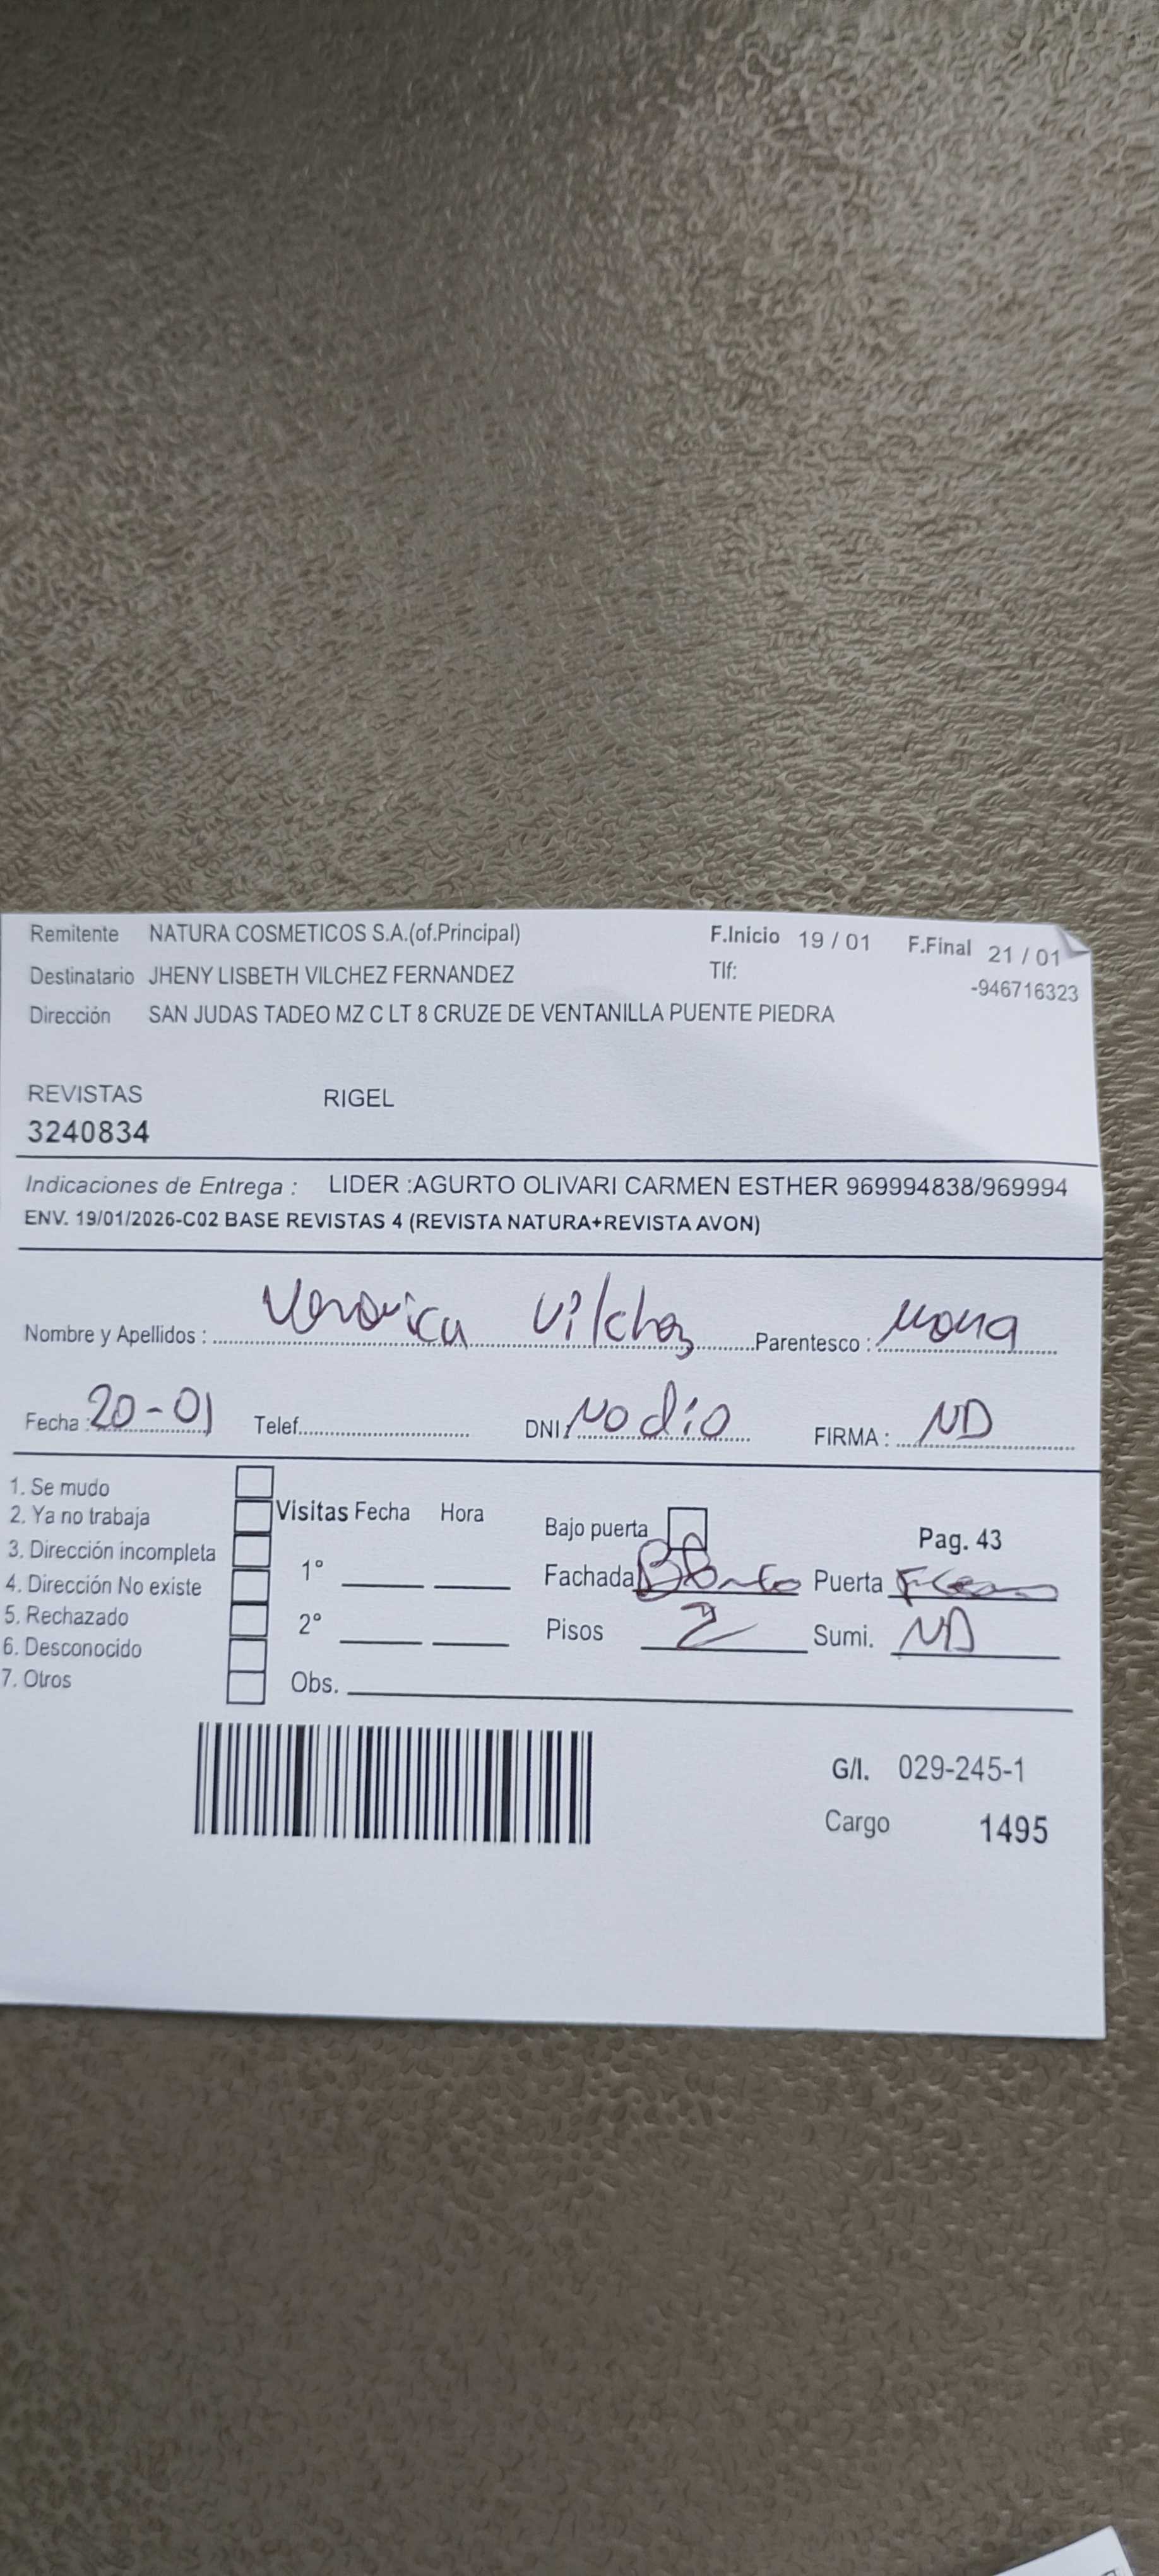 Remitente NATURA COSMETICOS S.A.(of.Principal) F.Inicio 19 / 01 F.Final 21 / 01
Destinatario JHENY LISBETH VILCHEZ FERNANDEZ Tlf: -946716323
Dirección SAN JUDAS TADEO MZ C LT 8 CRUZE DE VENTANILLA PUENTE PIEDRA
REVISTAS RIGEL
3240834
Indicaciones de Entrega : LIDER :AGURTO OLIVARI CARMEN ESTHER 969994838/969994
ENV. 19/01/2026-C02 BASE REVISTAS 4 (REVISTA NATURA+REVISTA AVON)
Nombre y Apellidos : Veronica Vilchez Parentesco :
Fecha : 20-01 Telef. DNI: No dio FIRMA : ND
1. Se mudo
2. Ya no trabaja Visitas Fecha Hora Bajo puerta Pag. 43
3. Dirección incompleta
4. Dirección No existe 1° Fachada Blanco Puerta
5. Rechazado 2° Pisos 2 Sumi. ND
6. Desconocido
7. Otros Obs.
G/I. 029-245-1
Cargo 1495